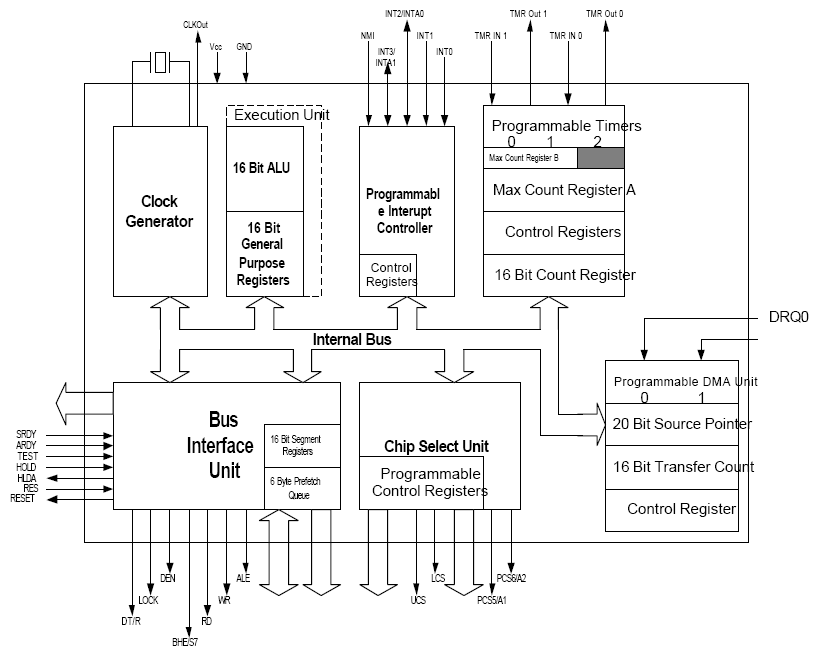 INT2/INTA0
TMR Out 1
TMR Out 0
CLKOut
Vcc
GND
NMI
INT3/
INTA1
INT1
INT0
TMR IN 1
TMR IN 0
Execution Unit
16 Bit ALU
16 Bit
General
Purpose
Registers
Clock
Generator
Programmabl
e Interupt
Controller
Control
Registers
Programmable Timers
0 1 2
Max Count Register B
Max Count Register A
Control Registers
16 Bit Count Register
Internal Bus
DRQ0
Programmable DMA Unit
0 1
20 Bit Source Pointer
16 Bit Transfer Count
Control Register
Bus
Interface
Unit
16 Bit Segment
Registers
6 Byte Prefetch
Queue
Chip Select Unit
Programmable
Control Registers
SRDY
ARDY
TEST
HOLD
HLDA
RES
RESET
DT/R
LOCK
DEN
BHE/S7
RD
WR
ALE
UCS
LCS
PCS5/A1
PCS6/A2